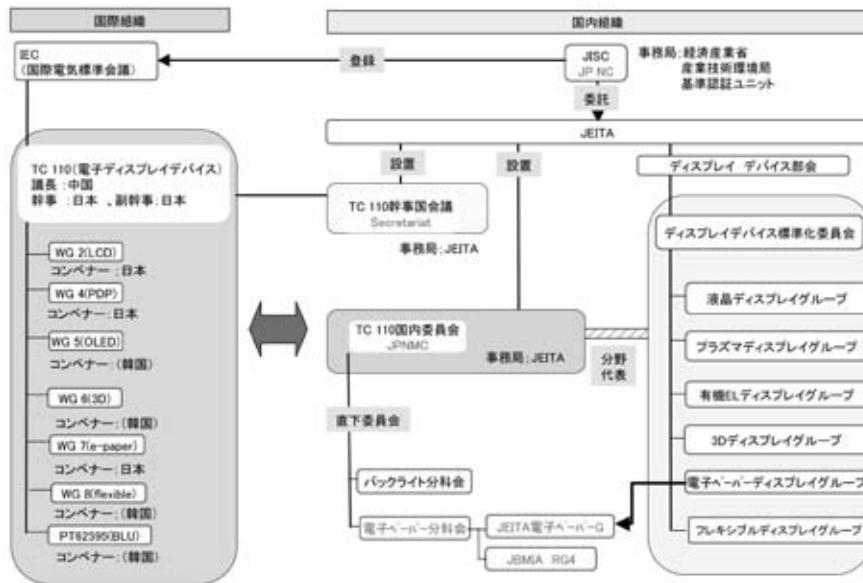 国際組織
国内組織
IEC
(国際電気標準会議)
登録
JISC
JP NC
事務局;経済産業省
産業技術環境局
基準認証ユニット
委託
JEITA
TC 110(電子ディスプレイデバイス)
議長 :中国
幹事 :日本 、副幹事;日本
設置
設置
ディスプレイ デバイス部会
TC 110幹事国会議
Secretariat
事務局;JEITA
ディスプレイデバイス標準化委員会
WG 2(LCD)
コンベナー :日本
WG 4(PDP)
コンベナー:日本
WG 5(OLED)
コンベナー:(韓国)
WG 6(3D)
コンベナー:(韓国)
WG 7(e-paper)
コンベナー:日本
WG 8(flexible)
コンベナー:(韓国)
PT62595(BLU)
コンベナー:(韓国)
TC 110国内委員会
JPNMC
事務局;JEITA
分野
代表
直下委員会
バックライト分科会
電子ペーパー分科会
JEITA電子ペーパーG
JBMIA RG4
液晶ディスプレイグループ
プラズマディスプレイグループ
有機ELディスプレイグループ
3Dディスプレイグループ
電子ペーパーディスプレイグループ
フレキシブルディスプレイグループ